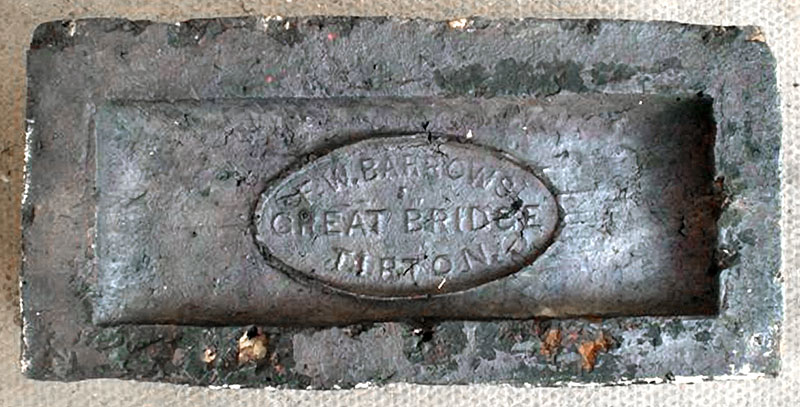 W. BARROWS
GREAT BRIDGE
TIPTON